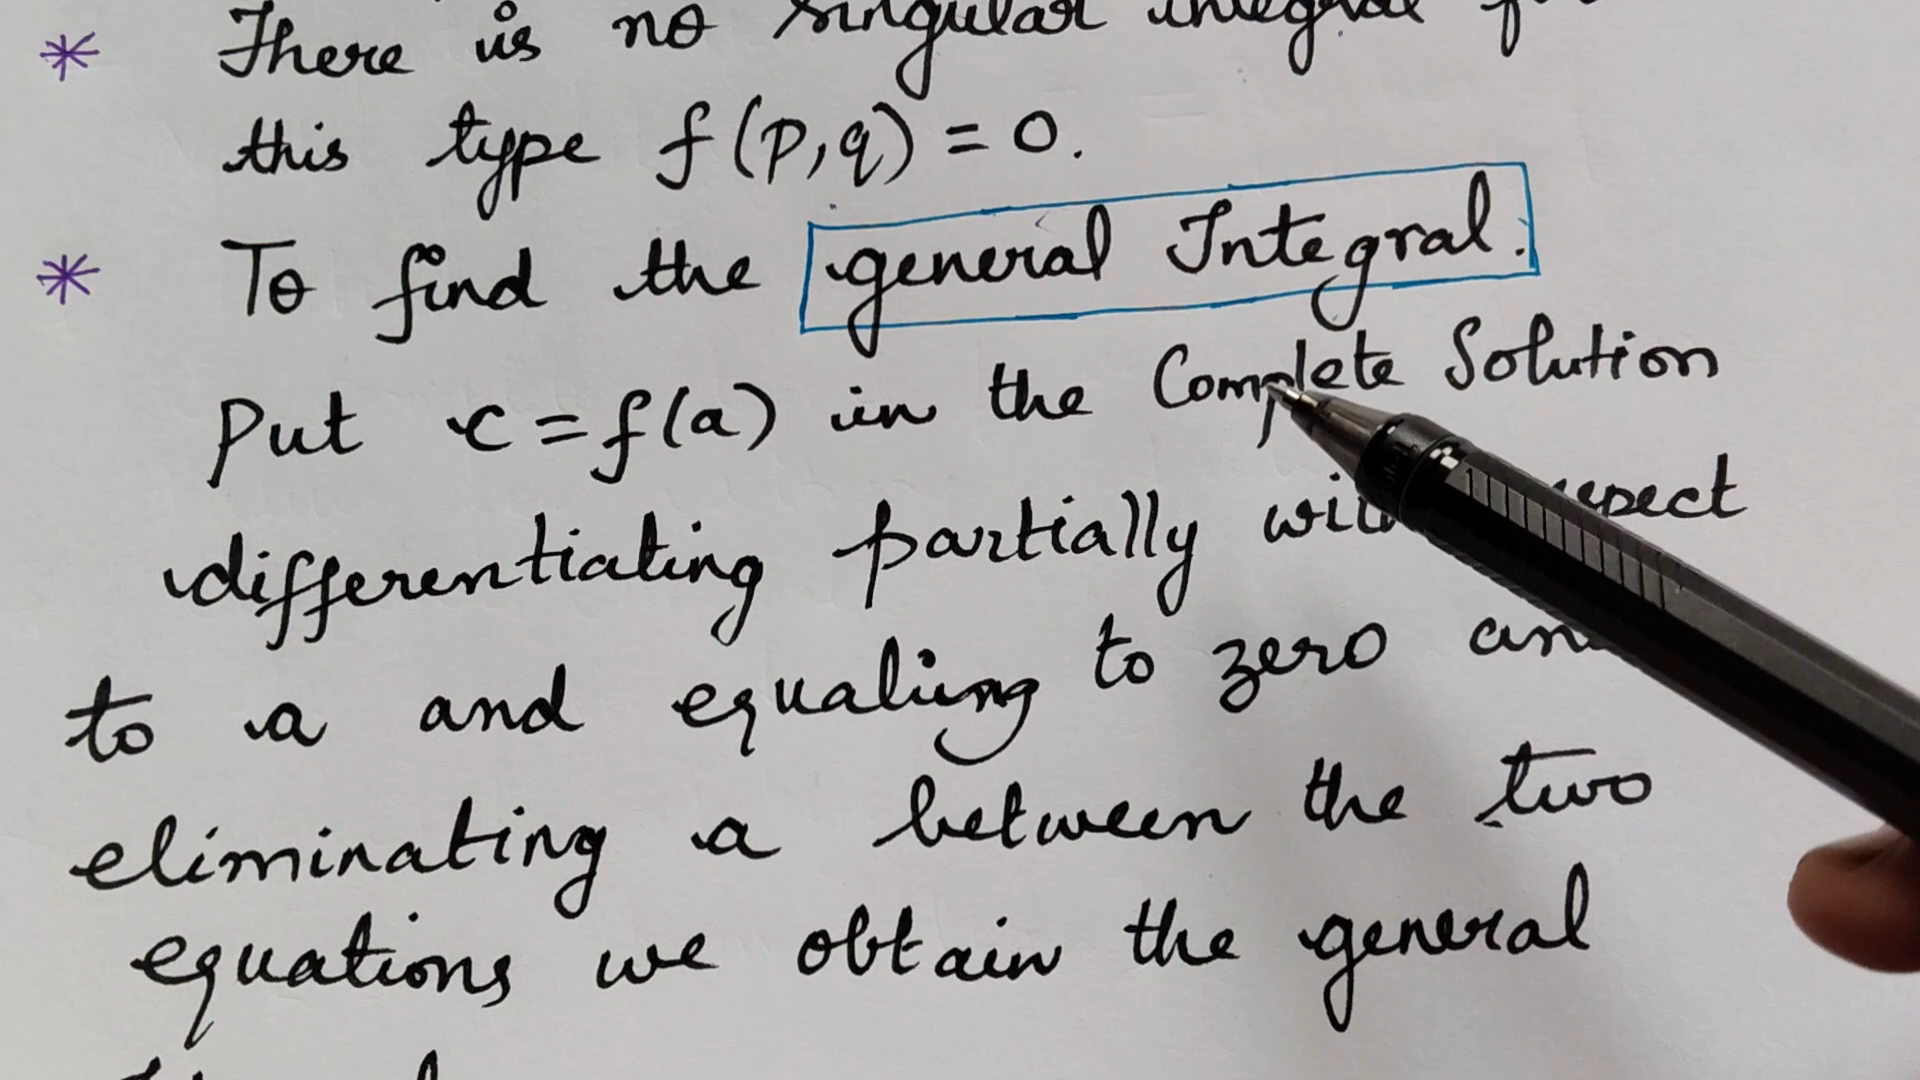 * There is no singular integral for
this type f(p,q) = 0.
* To find the general Integral.
Put c = f(a) in the Complete Solution
differentiating partially with respect
to a and equating to zero and
eliminating a between the two
equations we obtain the general